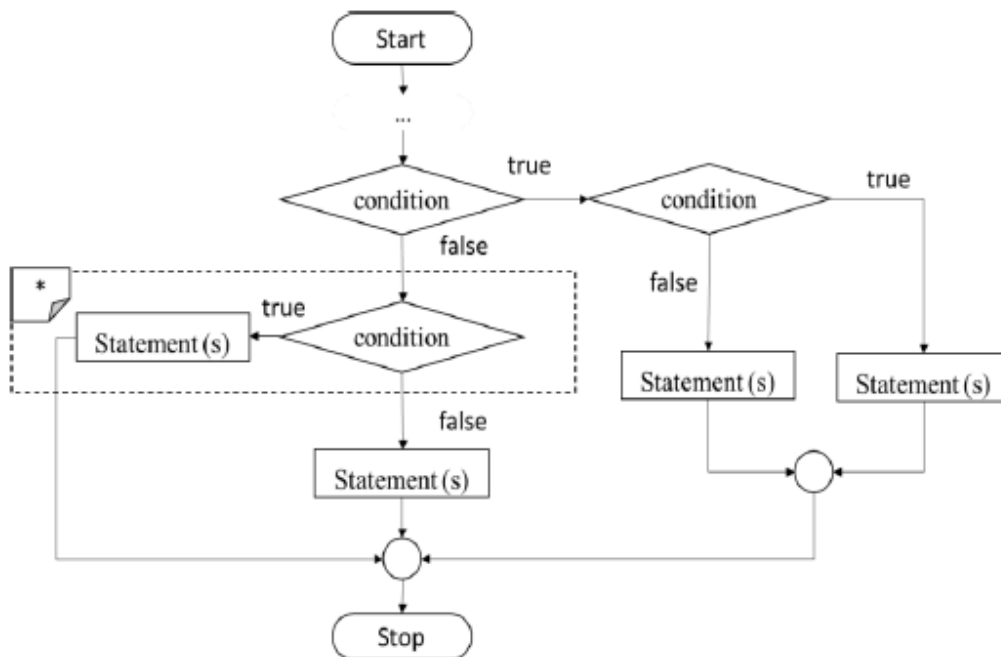 Start
...
condition
true
condition
true
false
false
*
true
Statement (s)
condition
Statement (s)
Statement (s)
false
Statement (s)
Stop